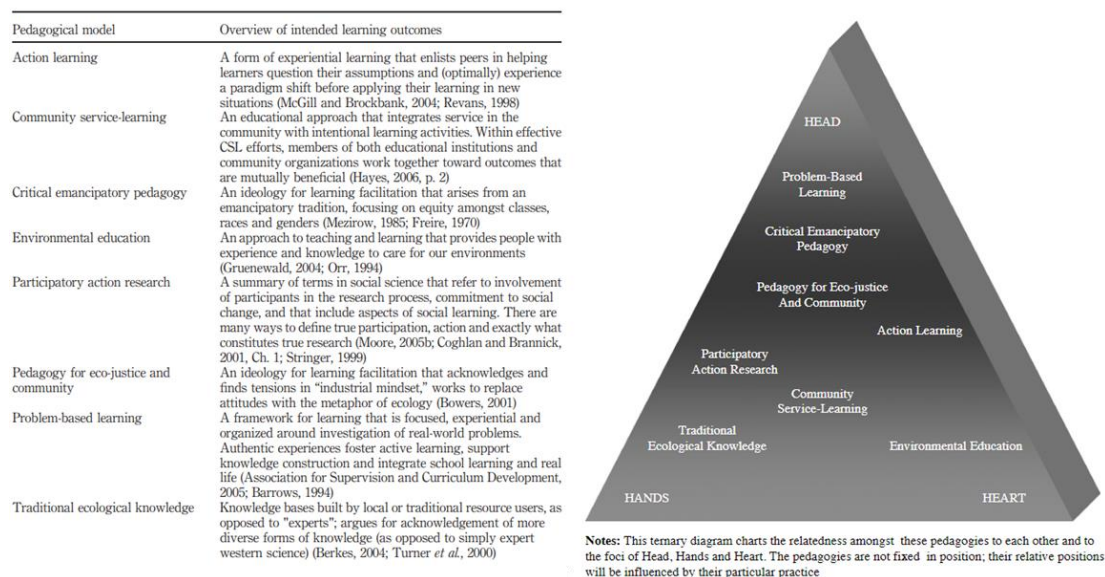 Pedagogical model Overview of intended learning outcomes
Action learning A form of experiential learning that enlists peers in helping
learners question their assumptions and (optimally) experience
a paradigm shift before applying their learning in new
situations (McGill and Brockbank, 2004; Revans, 1998)
Community service-learning An educational approach that integrates service in the
community with intentional learning activities. Within effective
CSL efforts, members of both educational institutions and
community organizations work together toward outcomes that
are mutually beneficial (Hayes, 2006, p. 2)
Critical emancipatory pedagogy An ideology for learning facilitation that arises from an
emancipatory tradition, focusing on equity amongst classes,
races and genders (Mezirow, 1985; Freire, 1970)
Environmental education An approach to teaching and learning that provides people with
experience and knowledge to care for our environments
(Gruenewald, 2004; Orr, 1994)
Participatory action research A summary of terms in social science that refer to involvement
of participants in the research process, commitment to social
change, and that include aspects of social learning. There are
many ways to define true participation, action and exactly what
constitutes true research (Moore, 2005b; Coghlan and Brannick,
2001, Ch. 1; Stringer, 1999)
Pedagogy for eco-justice and An ideology for learning facilitation that acknowledges and
community finds tensions in "industrial mindset," works to replace
attitudes with the metaphor of ecology (Bowers, 2001)
Problem-based learning A framework for learning that is focused, experiential and
organized around investigation of real-world problems.
Authentic experiences foster active learning, support
knowledge construction and integrate school learning and real
life (Association for Supervision and Curriculum Development,
2005; Barrows, 1994)
Traditional ecological knowledge Knowledge bases built by local or traditional resource users, as
opposed to "experts"; argues for acknowledgement of more
diverse forms of knowledge (as opposed to simply expert
western science) (Berkes, 2004; Turner et al., 2000)
HEAD
Problem-Based
Learning
Critical Emancipatory
Pedagogy
Pedagogy for Eco-justice
And Community
Action Learning
Participatory
Action Research
Community
Service-Learning
Traditional
Ecological Knowledge
Environmental Education
HANDS
HEART
Notes: This ternary diagram charts the relatedness amongst these pedagogies to each other and to
the foci of Head, Hands and Heart. The pedagogies are not fixed in position; their relative positions
will be influenced by their particular practice